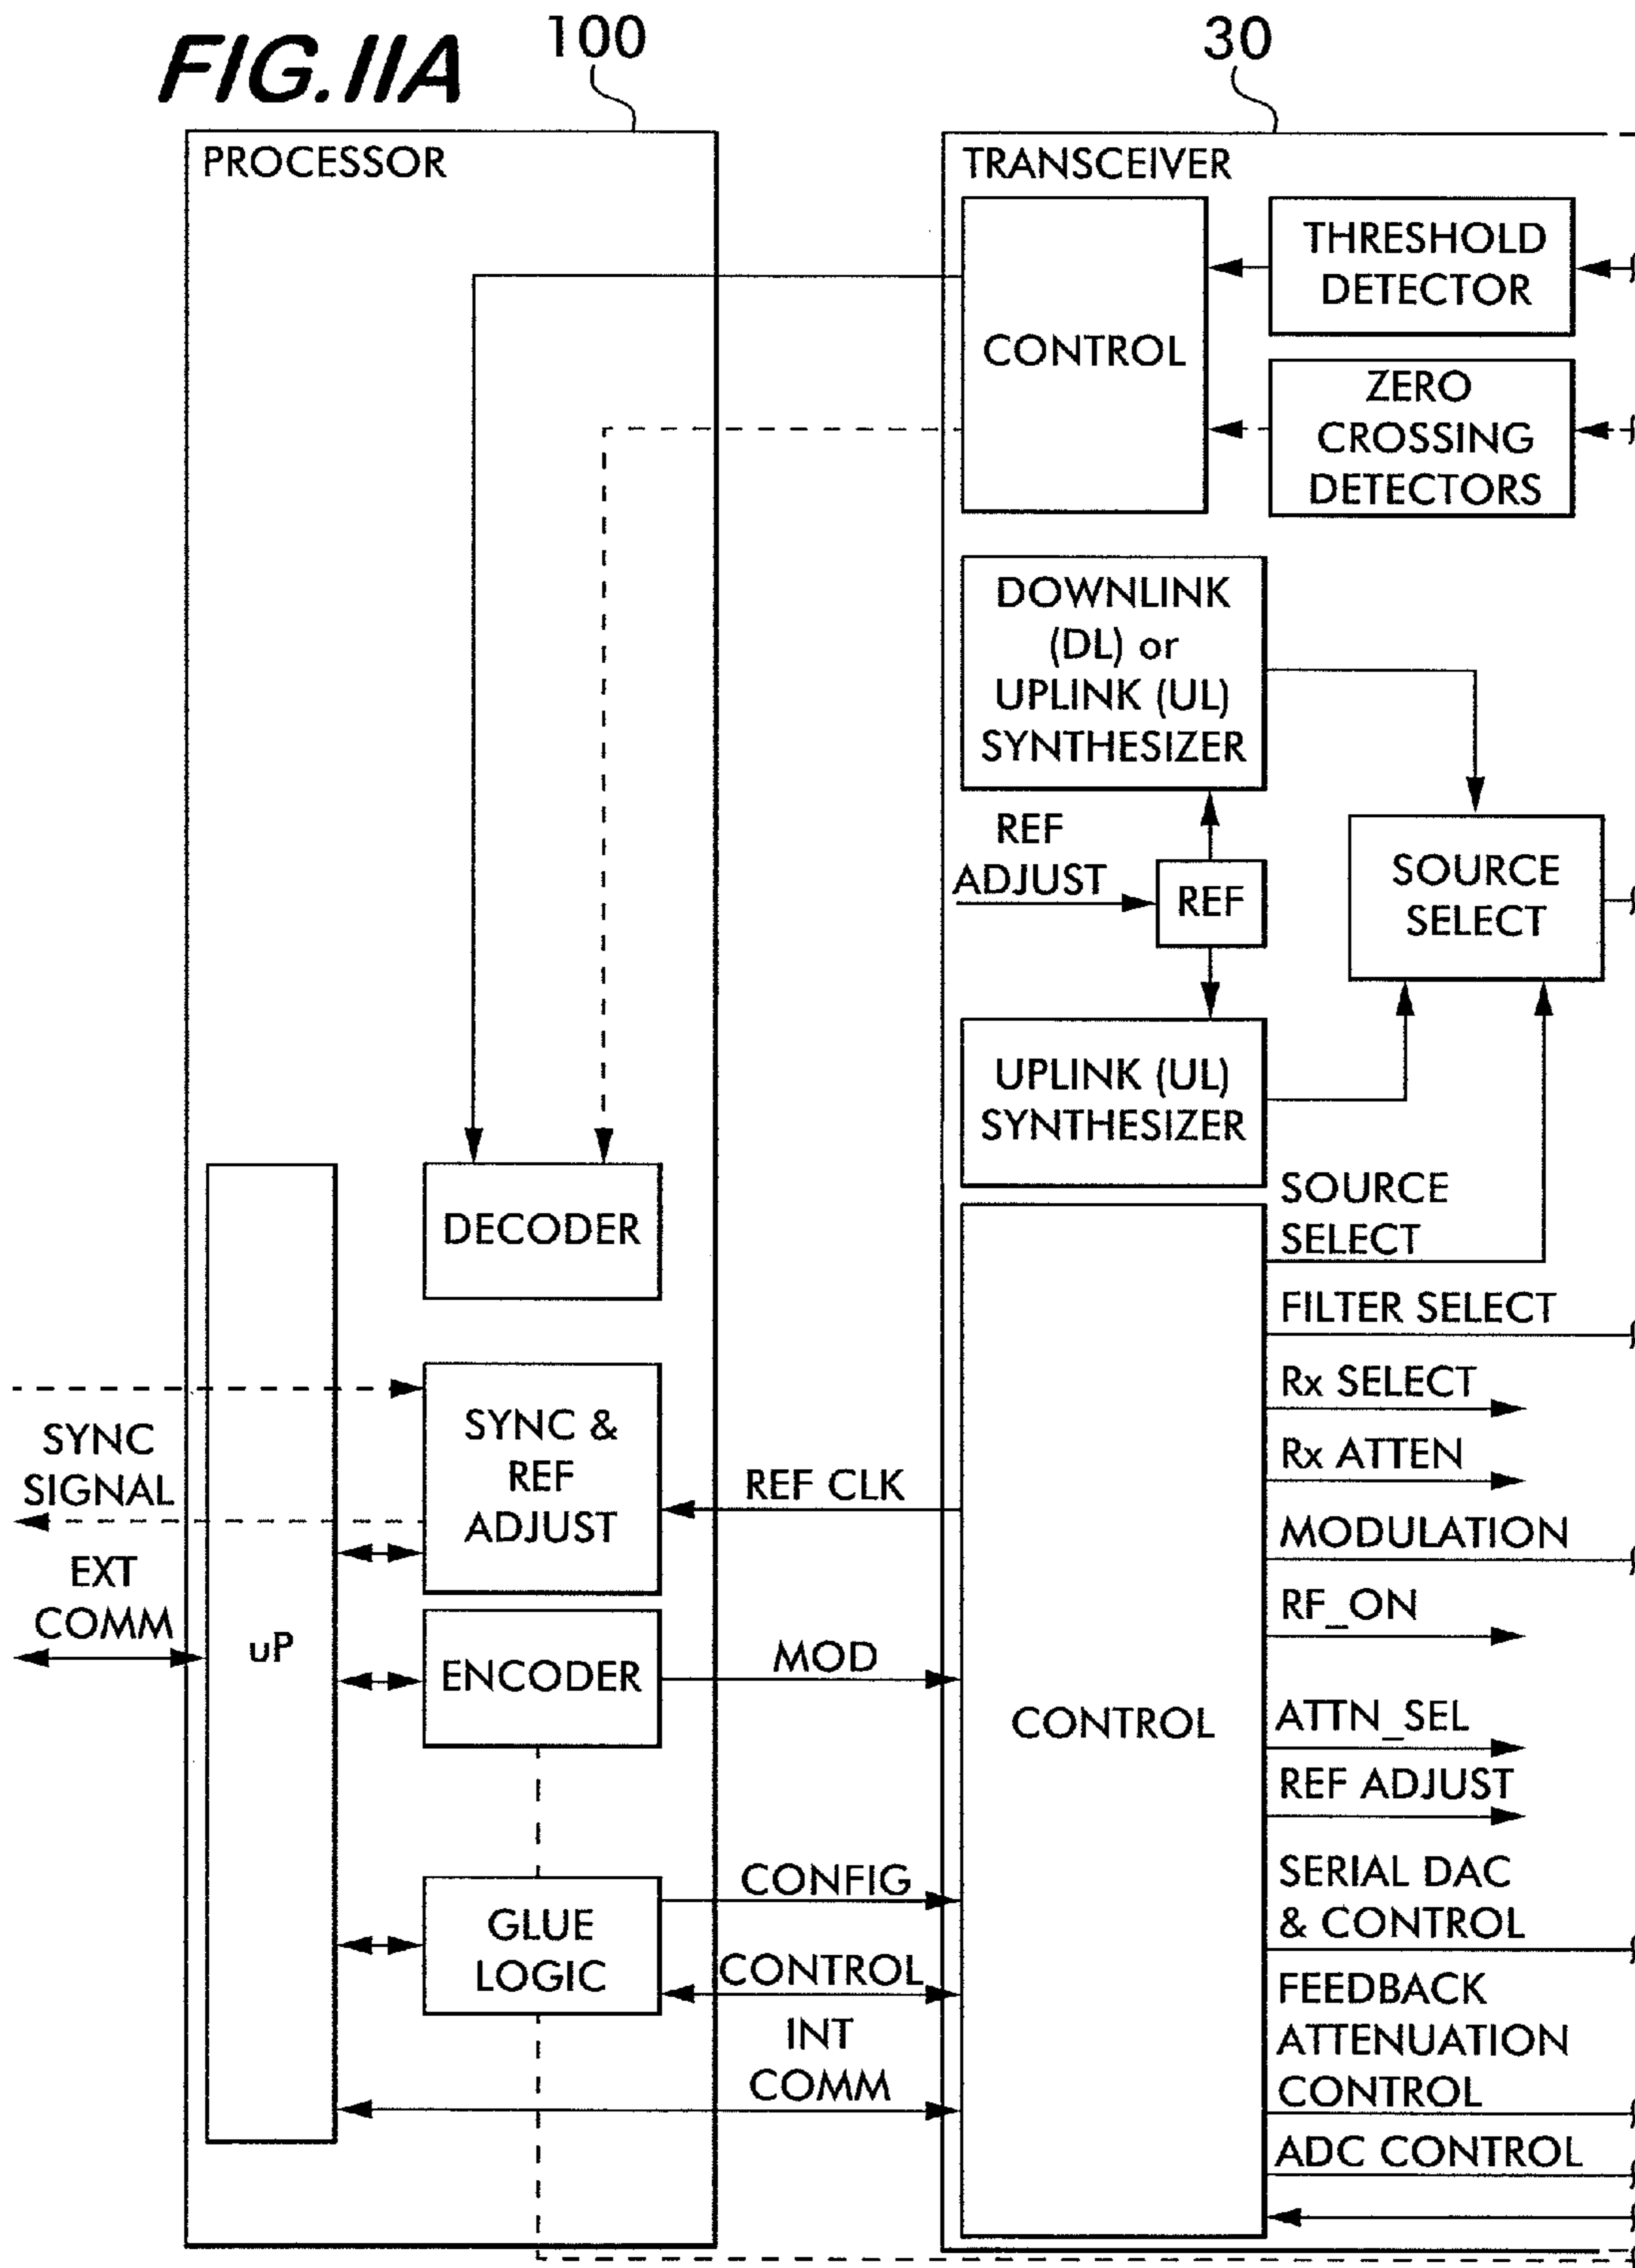 FIG.11A
100
30
PROCESSOR
TRANSCEIVER
CONTROL
THRESHOLD
DETECTOR
ZERO
CROSSING
DETECTORS
DOWNLINK
(DL) or
UPLINK (UL)
SYNTHESIZER
REF
ADJUST
REF
SOURCE
SELECT
UPLINK (UL)
SYNTHESIZER
DECODER
SOURCE
SELECT
FILTER SELECT
Rx SELECT
Rx ATTEN
MODULATION
RF_ON
ATTN_SEL
REF ADJUST
SERIAL DAC
& CONTROL
FEEDBACK
ATTENUATION
CONTROL
ADC CONTROL
CONTROL
SYNC
SIGNAL
EXT
COMM
uP
SYNC &
REF
ADJUST
REF CLK
ENCODER
MOD
GLUE
LOGIC
CONFIG
CONTROL
INT
COMM